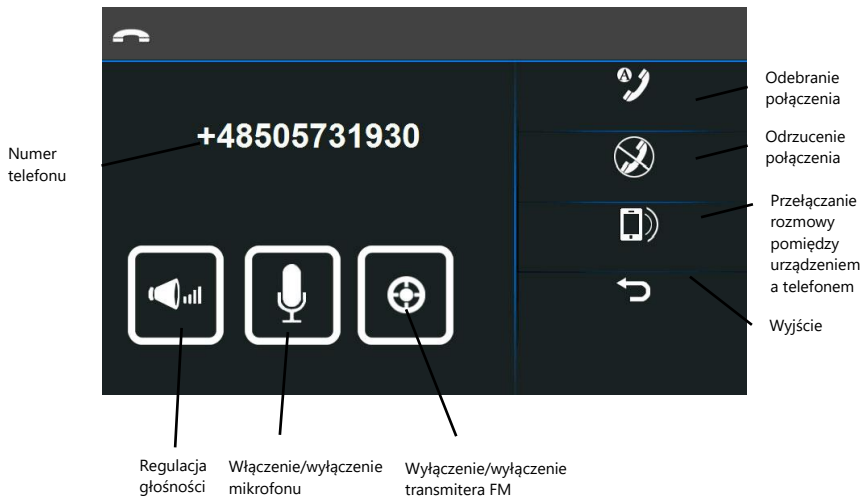 Numer
telefonu
+48505731930
A
Odebranie
połączenia
Odrzucenie
połączenia
Przełączanie
rozmowy
pomiędzy
urządzeniem
a telefonem
Wyjście
Regulacja
głośności
Włączenie/wyłączenie
mikrofonu
Wyłączenie/wyłączenie
transmitera FM